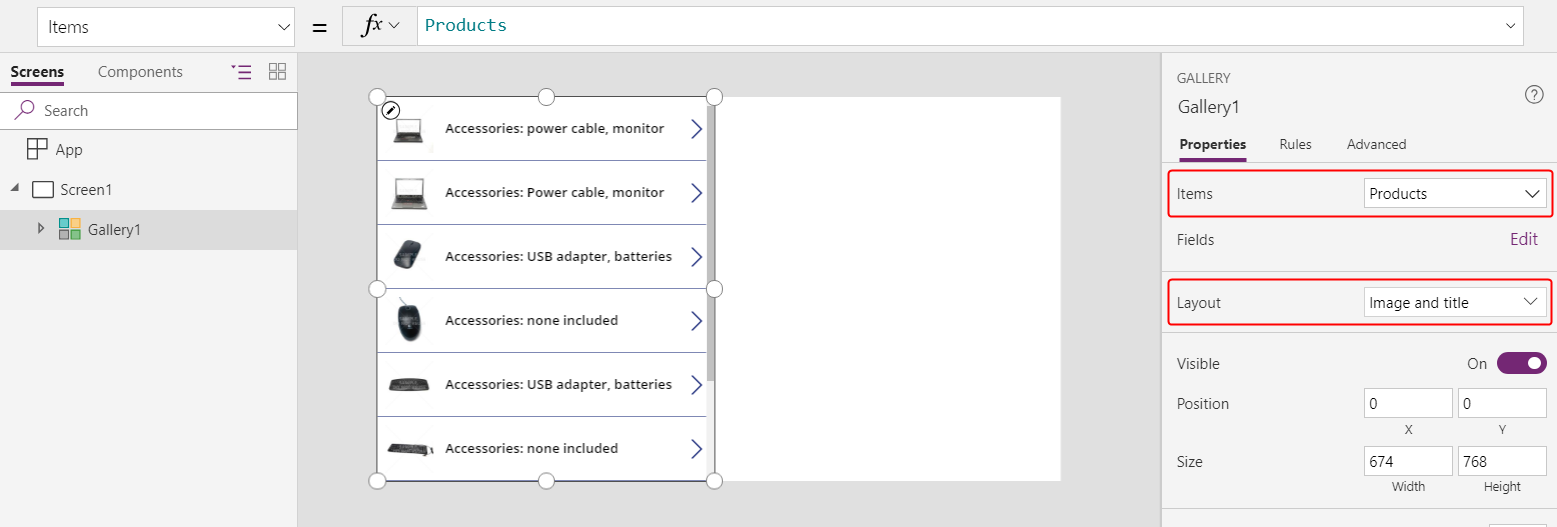 Items = fx Products
Screens Components
Search
App
Screen1
Gallery1
Accessories: power cable, monitor
Accessories: Power cable, monitor
Accessories: USB adapter, batteries
Accessories: none included
Accessories: USB adapter, batteries
Accessories: none included
GALLERY
?
Gallery1
Properties Rules Advanced
Items Products
Fields Edit
Layout Image and title
Visible On
Position 0 0
X Y
Size 674 768
Width Height